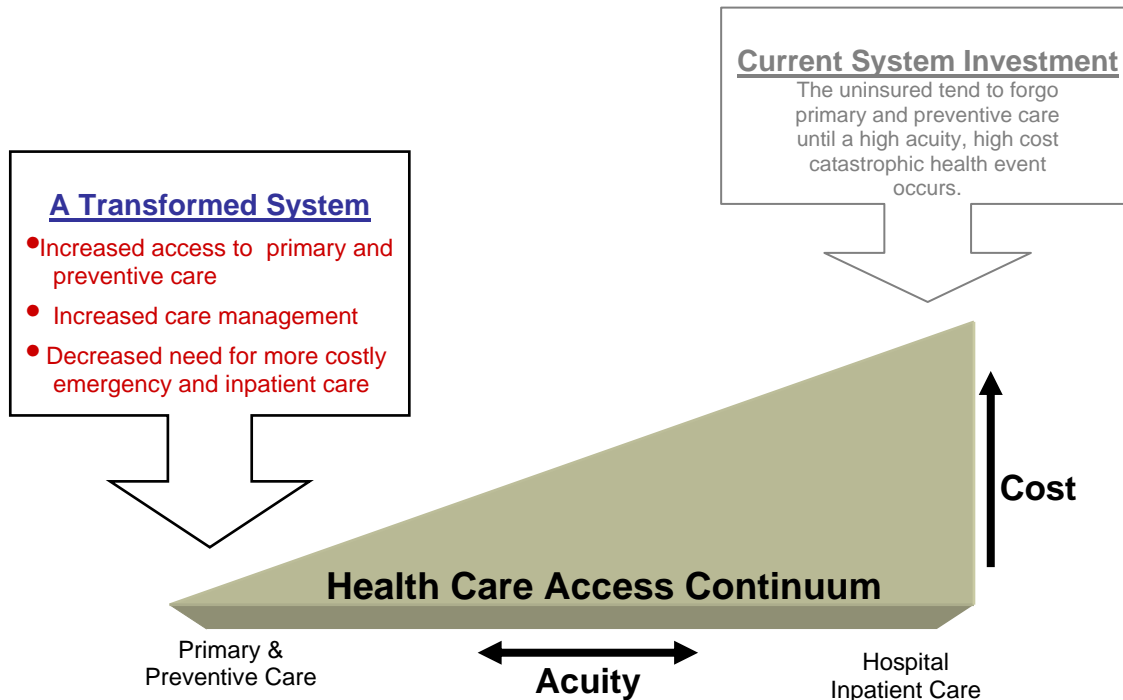 Current System Investment
The uninsured tend to forgo
primary and preventive care
until a high acuity, high cost
catastrophic health event
occurs.
A Transformed System
•Increased access to primary and
preventive care
• Increased care management
• Decreased need for more costly
emergency and inpatient care
Cost
Health Care Access Continuum
Primary &
Preventive Care
Acuity
Hospital
Inpatient Care